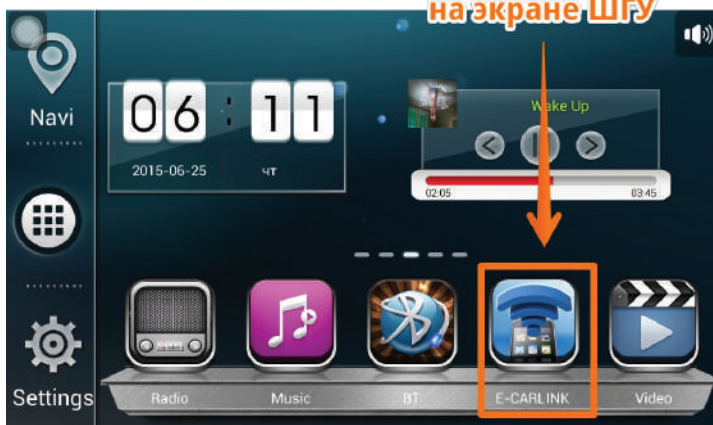 на экране ШГУ
Navi
06 : 11
2015-06-25 чт
Wake Up
02:05 03:45
Settings
Radio Music BT E-CARLINK Video